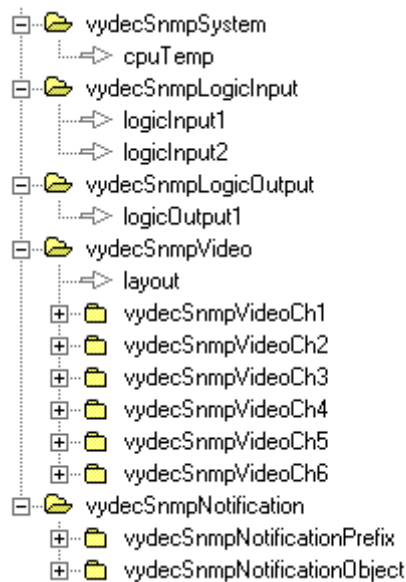 vydecSnmpSystem
cpuTemp
vydecSnmpLogicInput
logicInput1
logicInput2
vydecSnmpLogicOutput
logicOutput1
vydecSnmpVideo
layout
vydecSnmpVideoCh1
vydecSnmpVideoCh2
vydecSnmpVideoCh3
vydecSnmpVideoCh4
vydecSnmpVideoCh5
vydecSnmpVideoCh6
vydecSnmpNotification
vydecSnmpNotificationPrefix
vydecSnmpNotificationObject